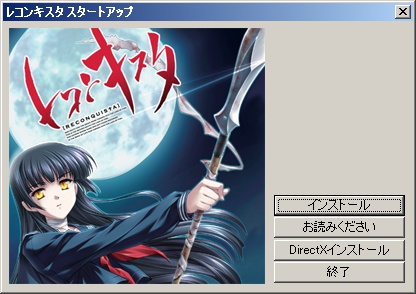 レコンキスタ スタートアップ
レコンキスタ
[RECONQUISTA]
インストール
お読みください
DirectXインストール
終了